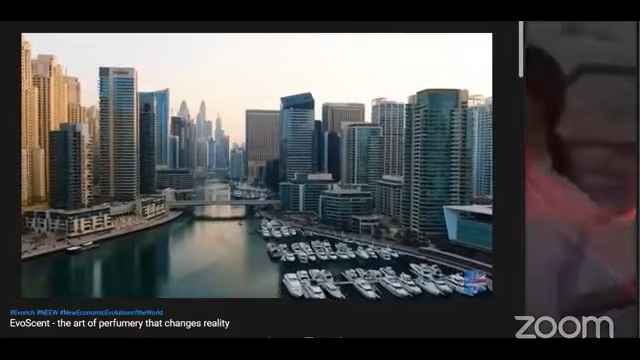 #Evorich #NEEW #NewEconomicEvolutionoftheWorld
EvoScent - the art of perfumery that changes reality
zoom